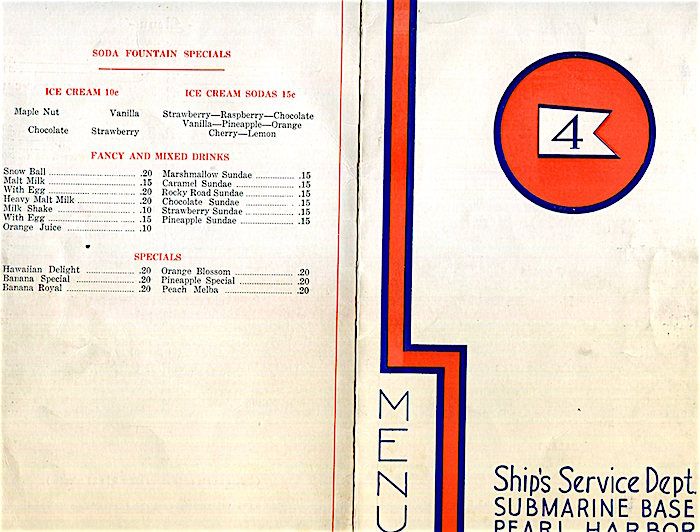 SODA FOUNTAIN SPECIALS
ICE CREAM 10c
Maple Nut Vanilla
Chocolate Strawberry
ICE CREAM SODAS 15c
Strawberry—Raspberry—Chocolate
Vanilla—Pineapple—Orange
Cherry—Lemon
FANCY AND MIXED DRINKS
Snow Ball .20
Malt Milk .15
With Egg .20
Heavy Malt Milk .20
Milk Shake .10
With Egg .15
Orange Juice .10
Marshmallow Sundae .15
Caramel Sundae .15
Rocky Road Sundae .15
Chocolate Sundae .15
Strawberry Sundae .15
Pineapple Sundae .15
SPECIALS
Hawaiian Delight .20
Banana Special .20
Banana Royal .20
Orange Blossom .20
Pineapple Special .20
Peach Melba .20
4
MENU
Ship's Service Dept.
SUBMARINE BASE
PEARL HARBOR